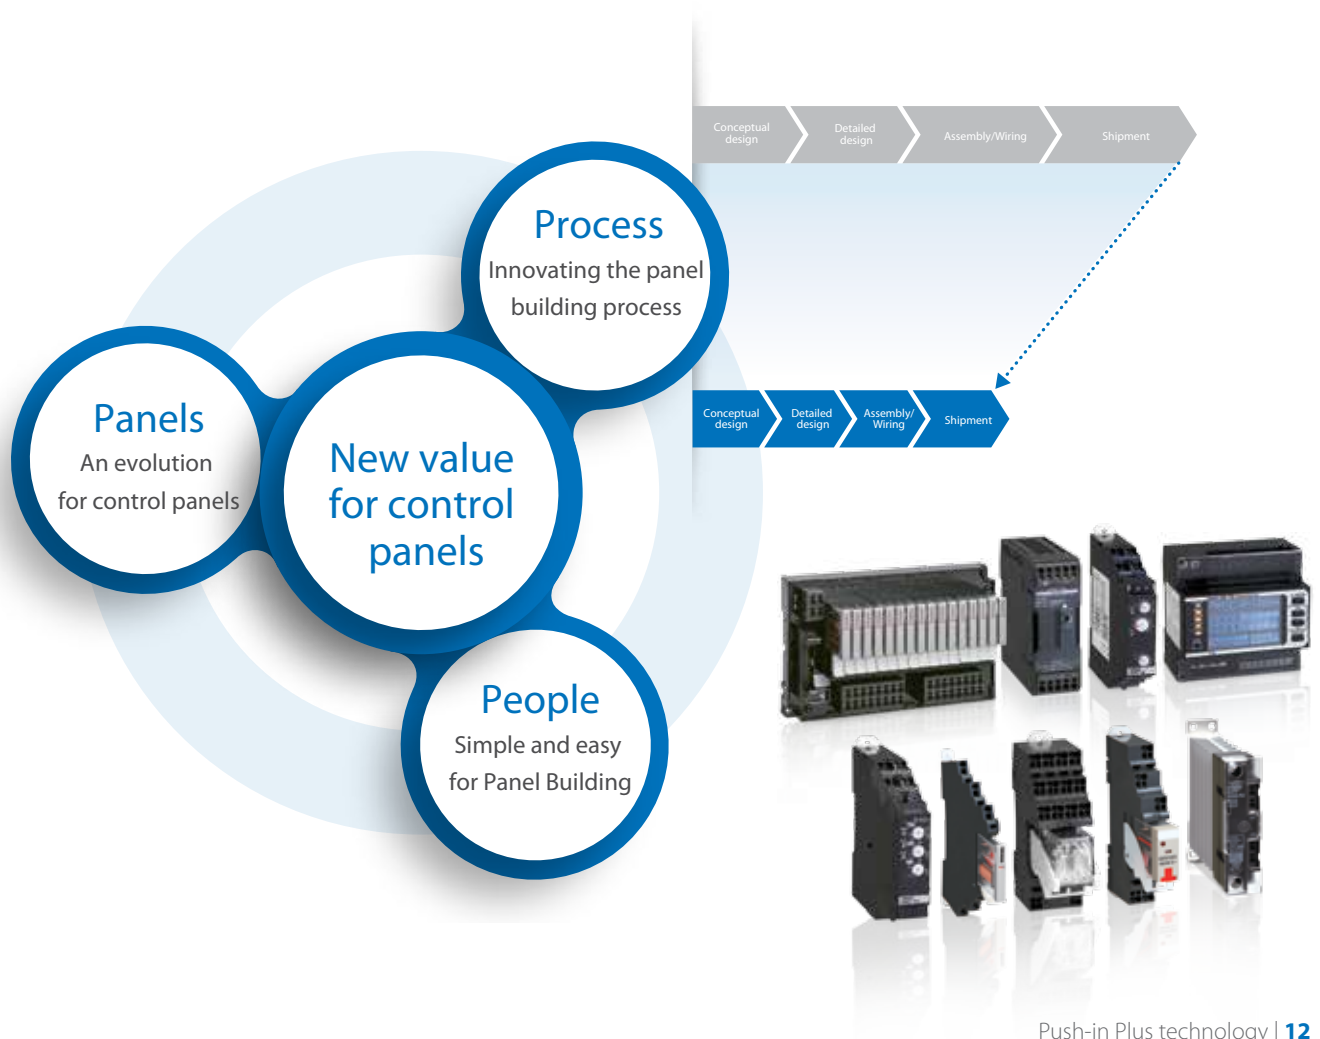 Conceptual
design
Detailed
design
Assembly/Wiring
Shipment
Process
Innovating the panel
building process
Panels
An evolution
for control panels
New value
for control
panels
Conceptual
design
Detailed
design
Assembly/
Wiring
Shipment
People
Simple and easy
for Panel Building
Push-in Plus technology | 12